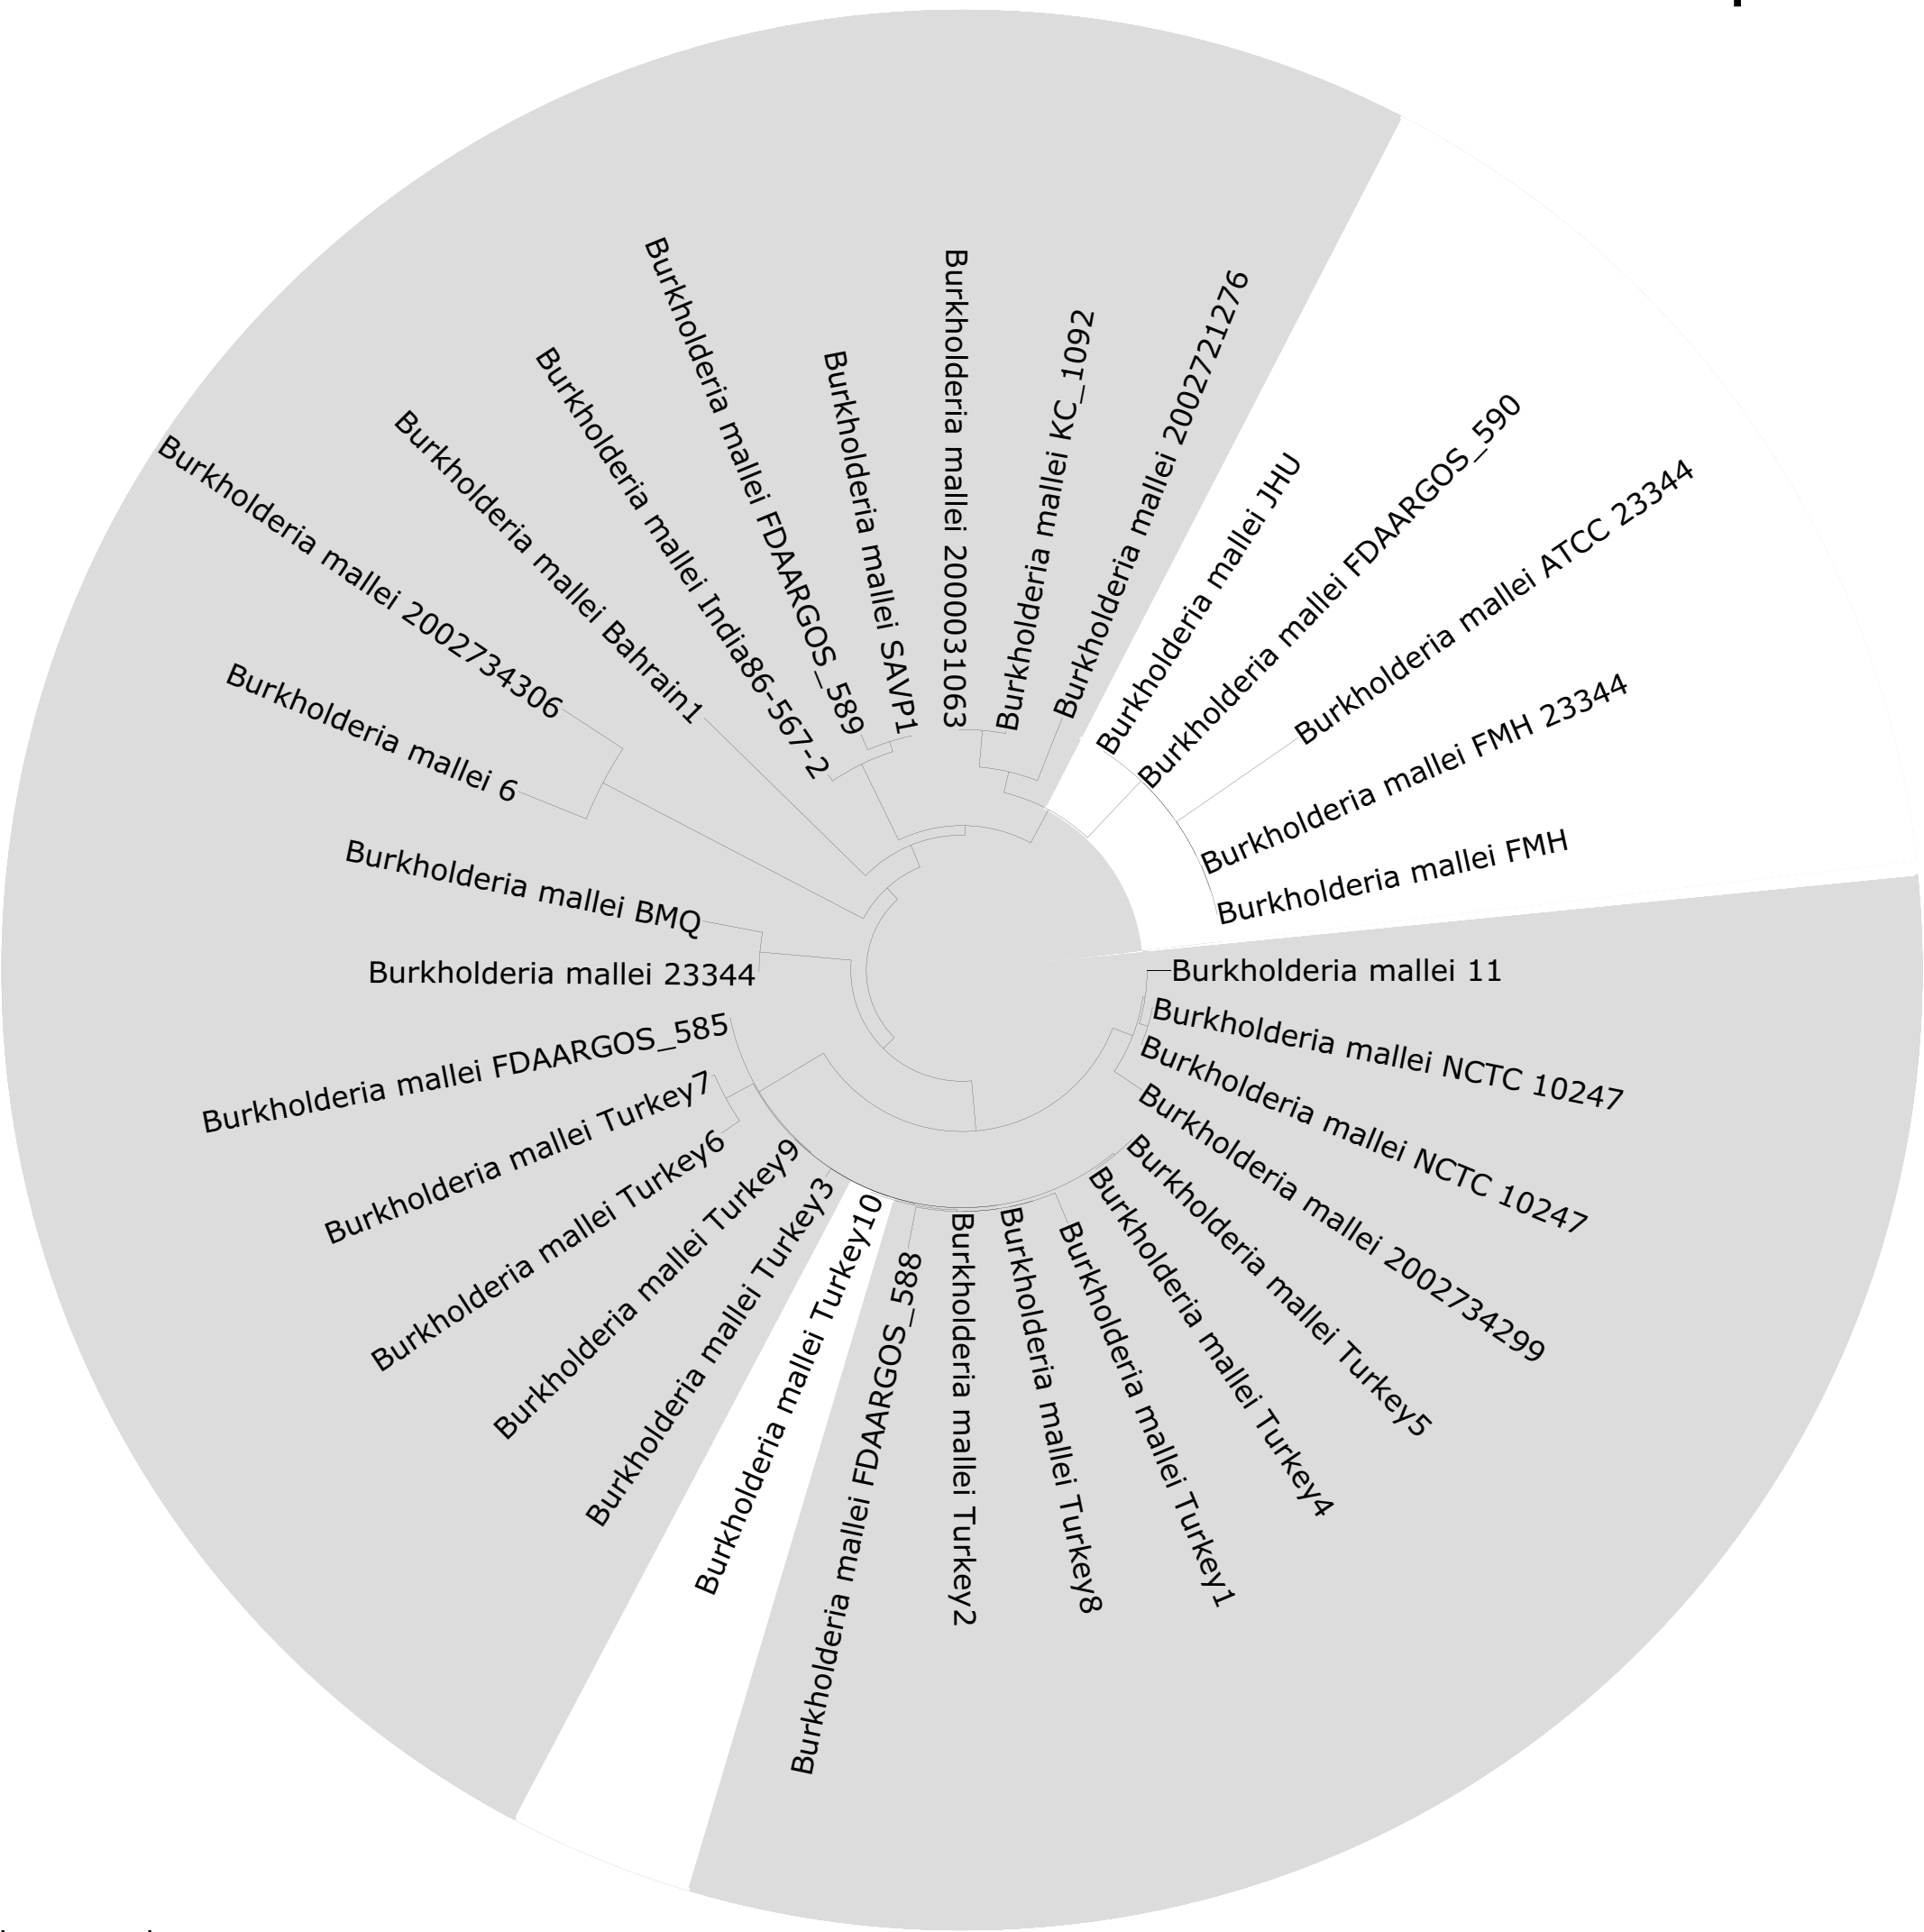 Burkholderia mallei 2000031063
Burkholderia mallei KC_1092
Burkholderia mallei 2002721276
Burkholderia mallei JHU
Burkholderia mallei FDAARGOS_590
Burkholderia mallei ATCC 23344
Burkholderia mallei FMH 23344
Burkholderia mallei FMH
Burkholderia mallei 11
Burkholderia mallei NCTC 10247
Burkholderia mallei NCTC 10247
Burkholderia mallei 2002734299
Burkholderia mallei Turkey5
Burkholderia mallei Turkey4
Burkholderia mallei Turkey1
Burkholderia mallei Turkey8
Burkholderia mallei Turkey2
Burkholderia mallei FDAARGOS_588
Burkholderia mallei Turkey10
Burkholderia mallei Turkey3
Burkholderia mallei Turkey9
Burkholderia mallei Turkey6
Burkholderia mallei Turkey7
Burkholderia mallei FDAARGOS_585
Burkholderia mallei 23344
Burkholderia mallei BMQ
Burkholderia mallei 6
Burkholderia mallei 2002734306
Burkholderia mallei Bahrain1
Burkholderia mallei India86-567-2
Burkholderia mallei FDAARGOS_589
Burkholderia mallei SAVP1